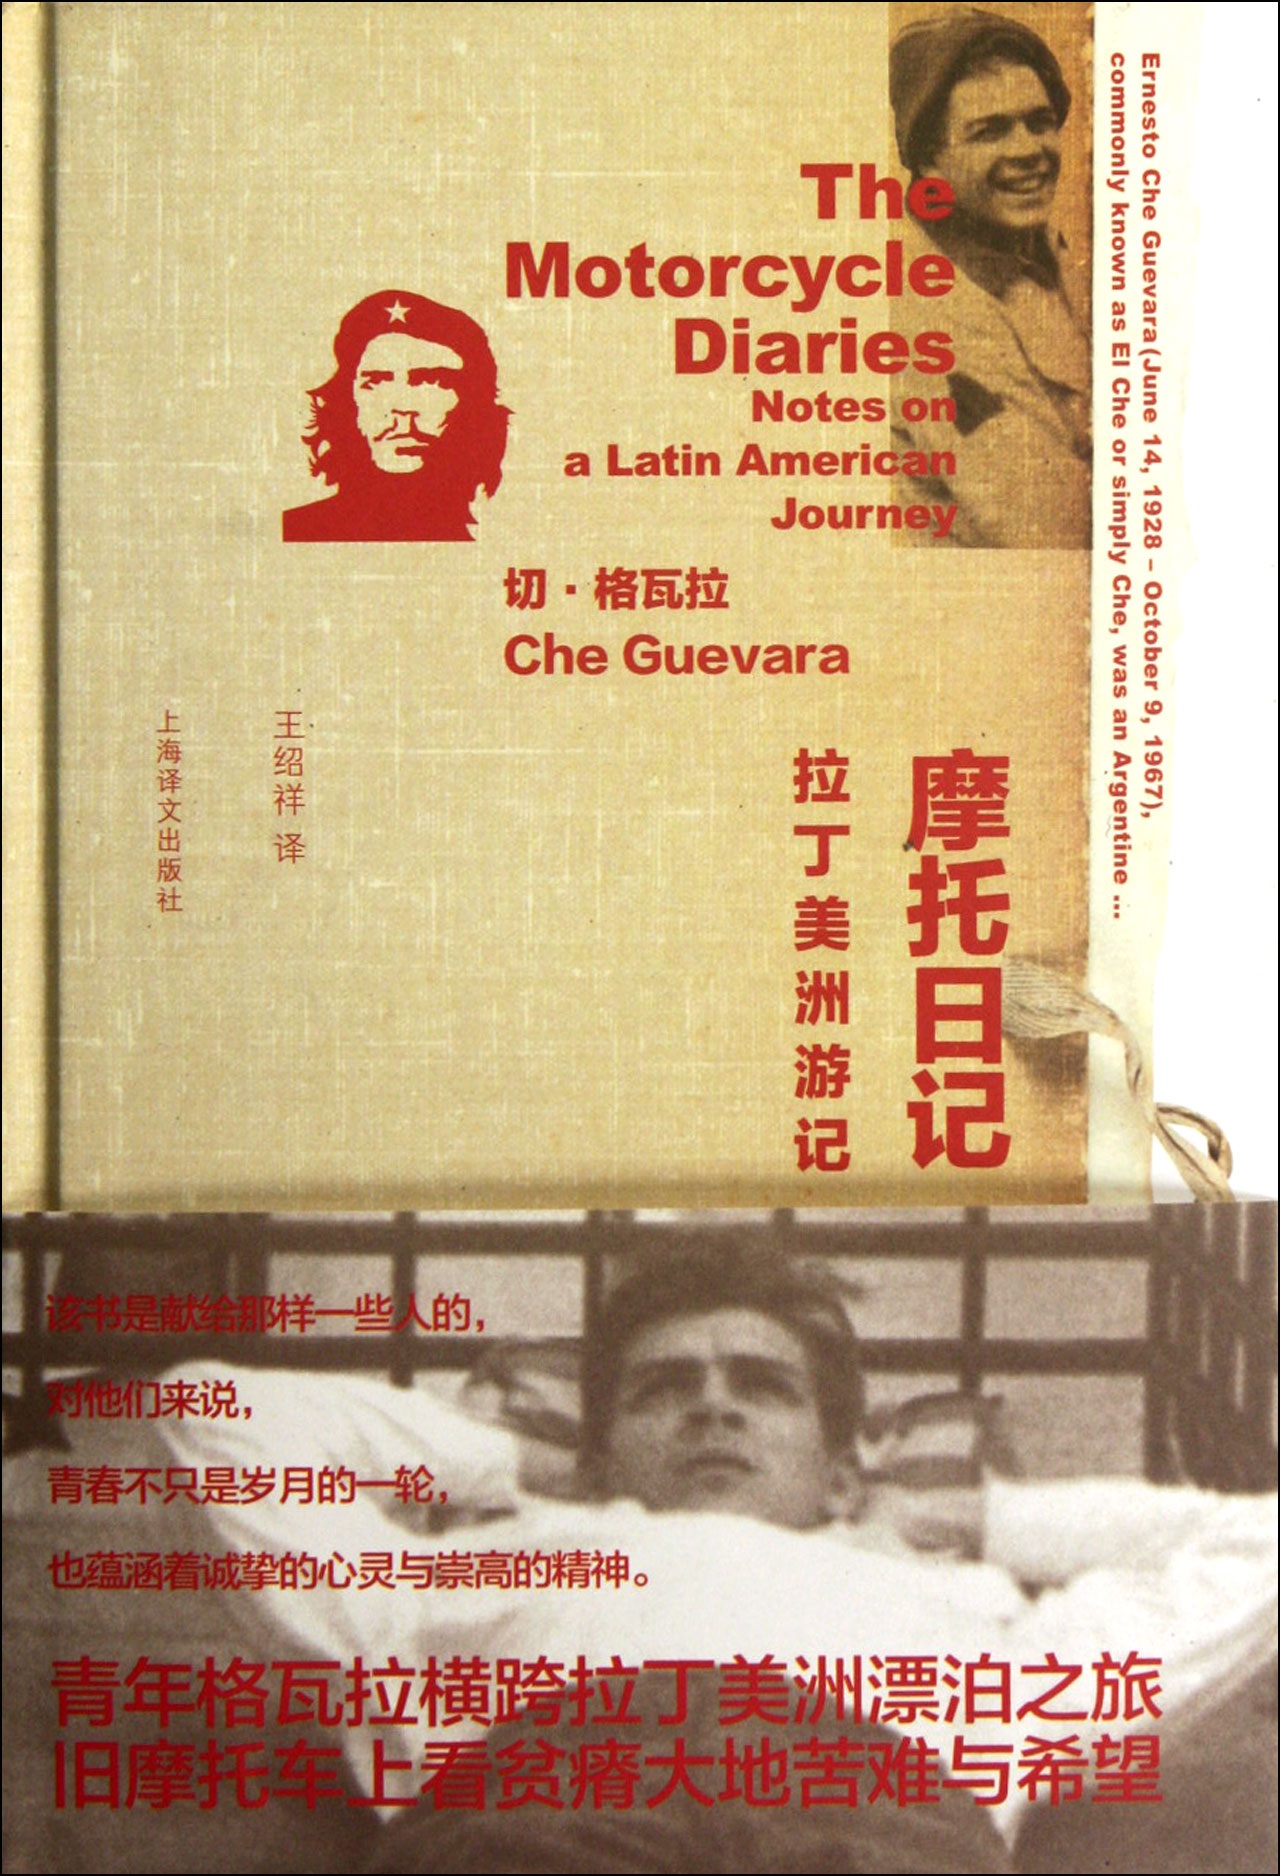 The
Motorcycle
Diaries
Notes on
a Latin American
Journey
切·格瓦拉
Che Guevara
Ernesto Che Guevara(June 14, 1928 – October 9, 1967),
commonly known as El Che or simply Che, was an Argentine ...
摩托日记
拉丁美洲游记
王绍祥 译
上海译文出版社
该书是献给那样一些人的，
对他们来说，
青春不只是岁月的一轮，
也蕴涵着诚挚的心灵与崇高的精神。
青年格瓦拉横跨拉丁美洲漂泊之旅
旧摩托车上看贫瘠大地苦难与希望